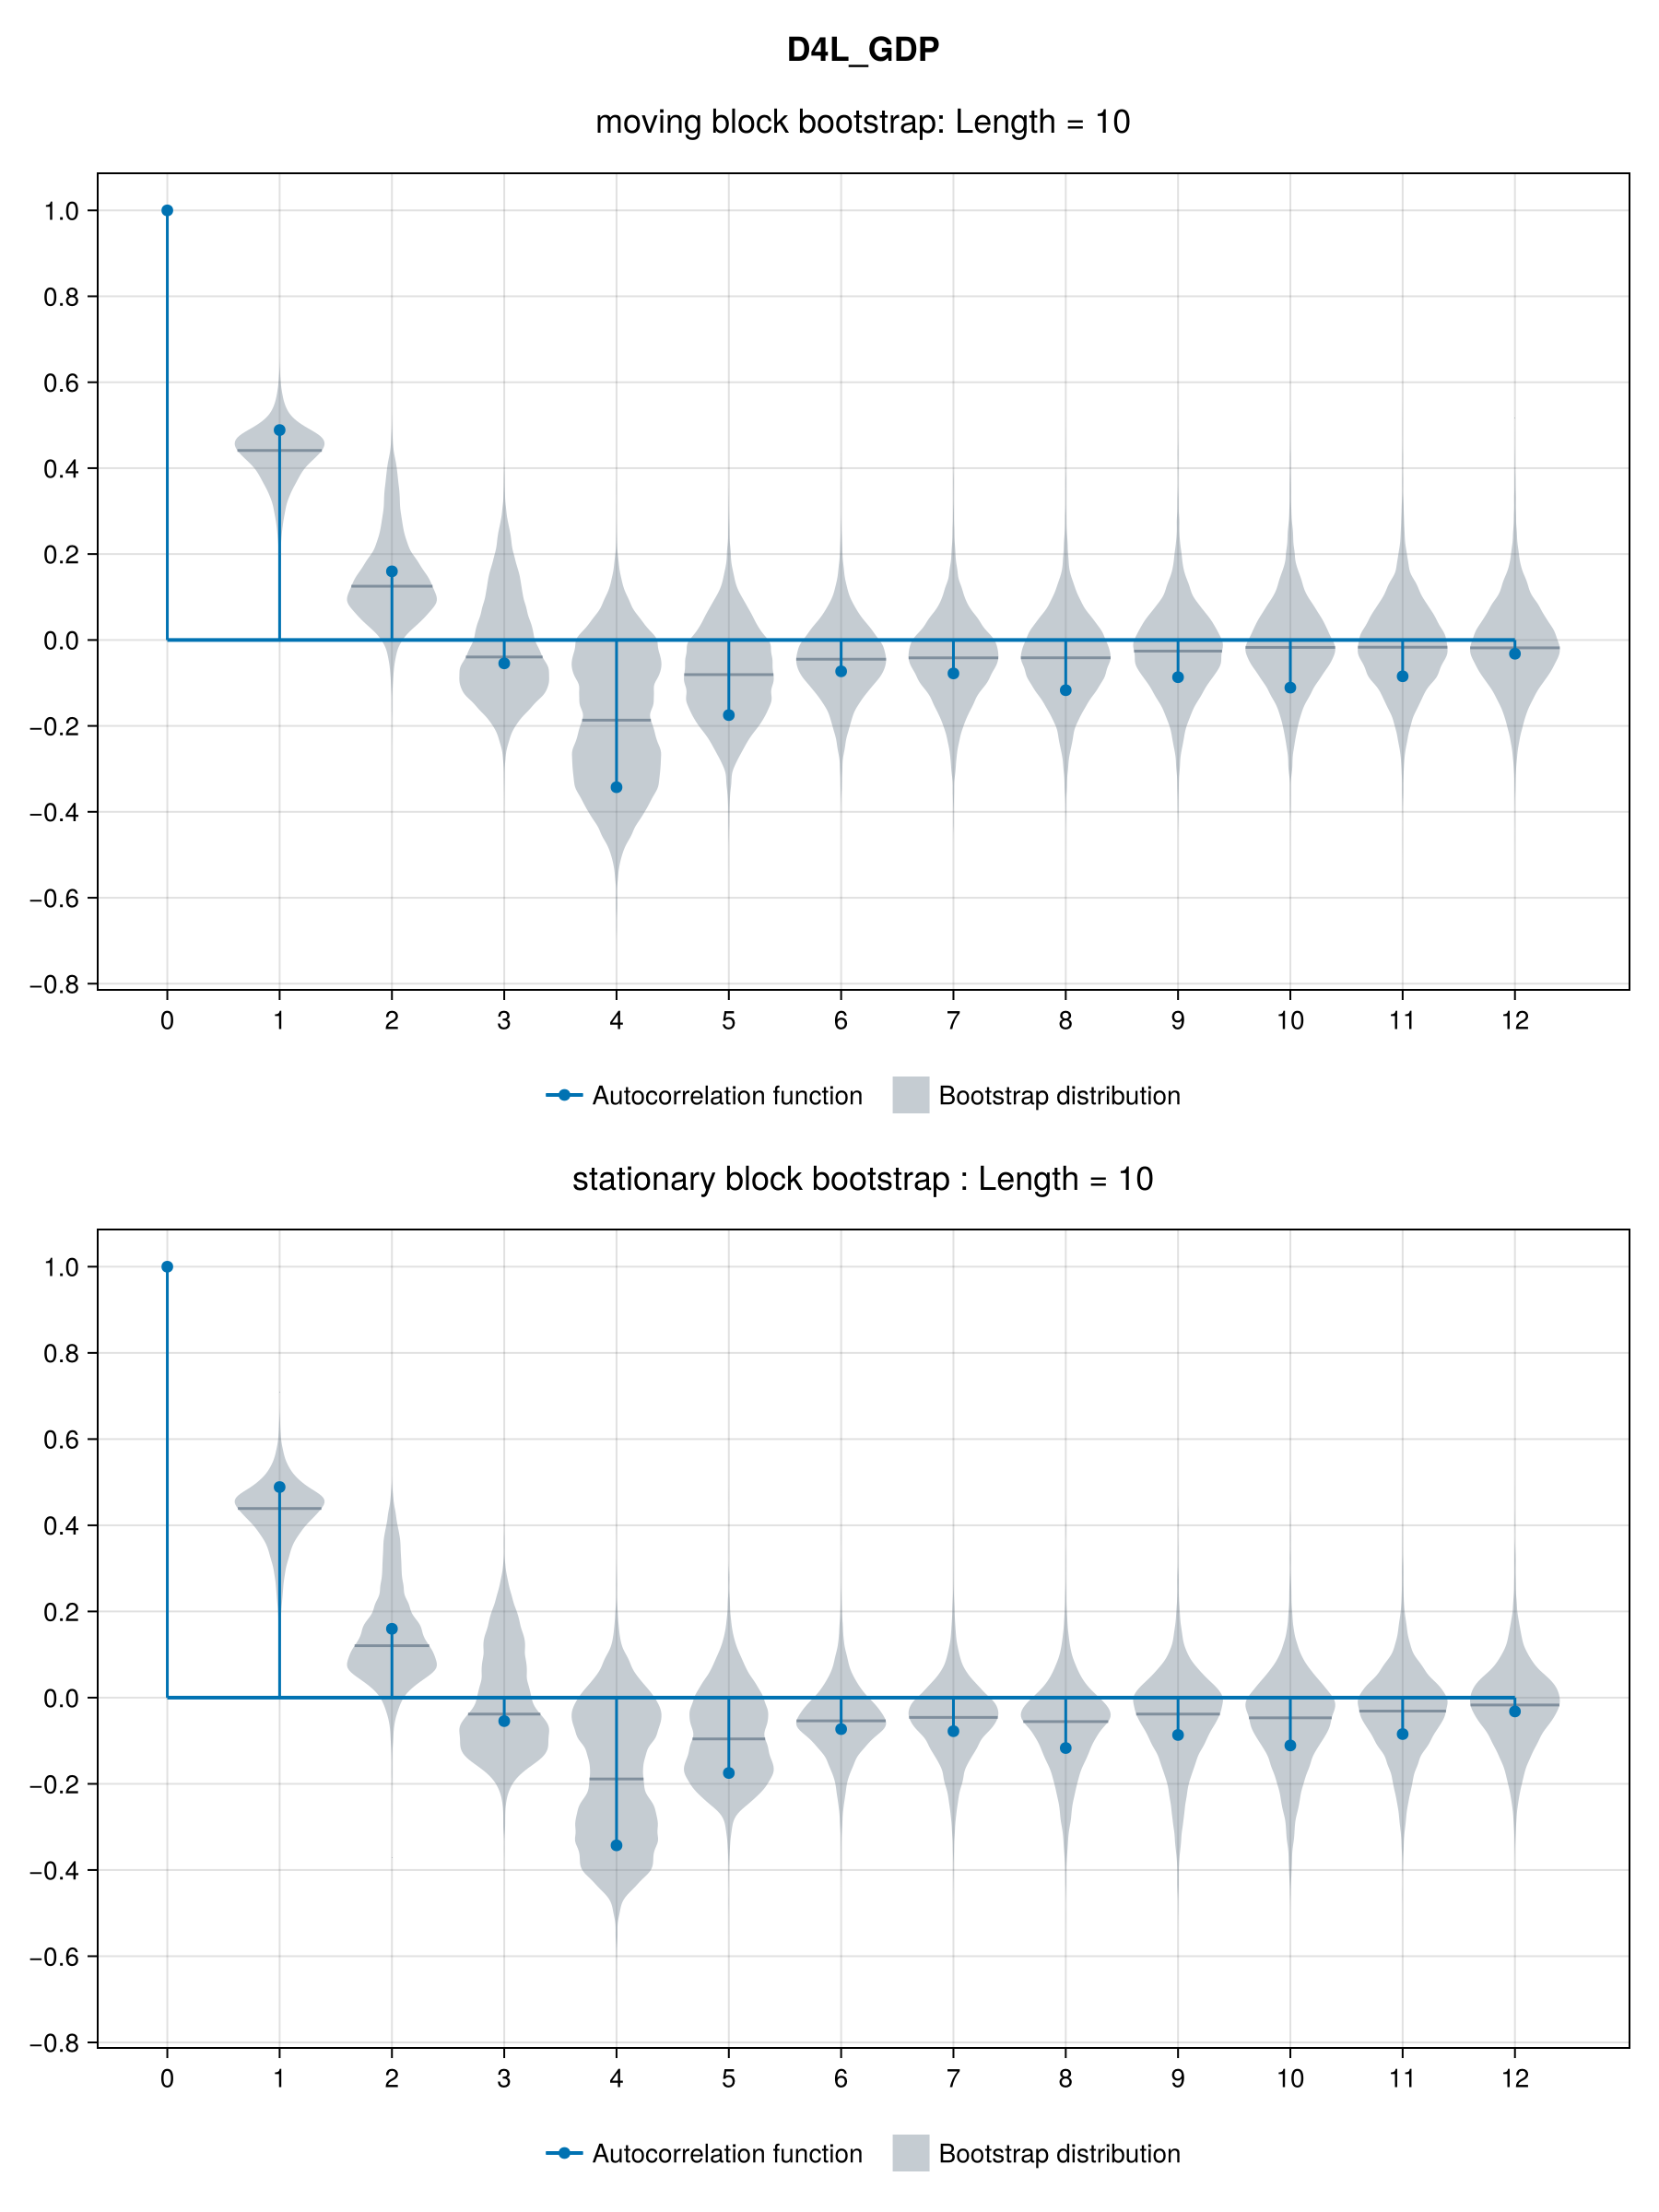 D4L_GDP
moving block bootstrap: Length = 10
1.0
0.8
0.6
0.4
0.2
0.0
−0.2
−0.4
−0.6
−0.8
0 1 2 3 4 5 6 7 8 9 10 11 12
Autocorrelation function Bootstrap distribution
stationary block bootstrap : Length = 10
1.0
0.8
0.6
0.4
0.2
0.0
−0.2
−0.4
−0.6
−0.8
0 1 2 3 4 5 6 7 8 9 10 11 12
Autocorrelation function Bootstrap distribution